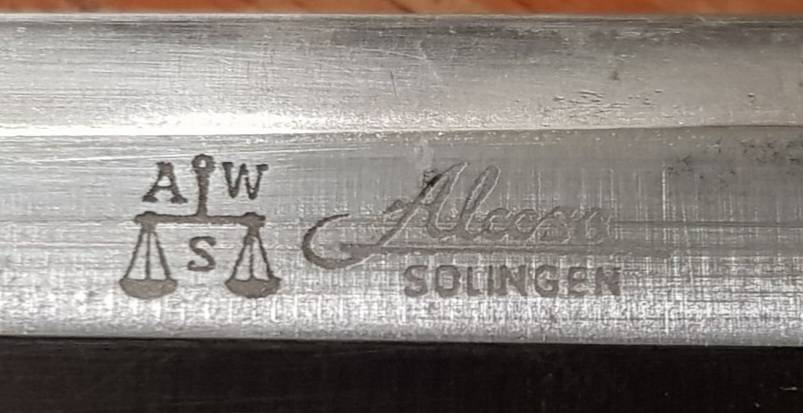 A W
S
Alcoso
SOLINGEN